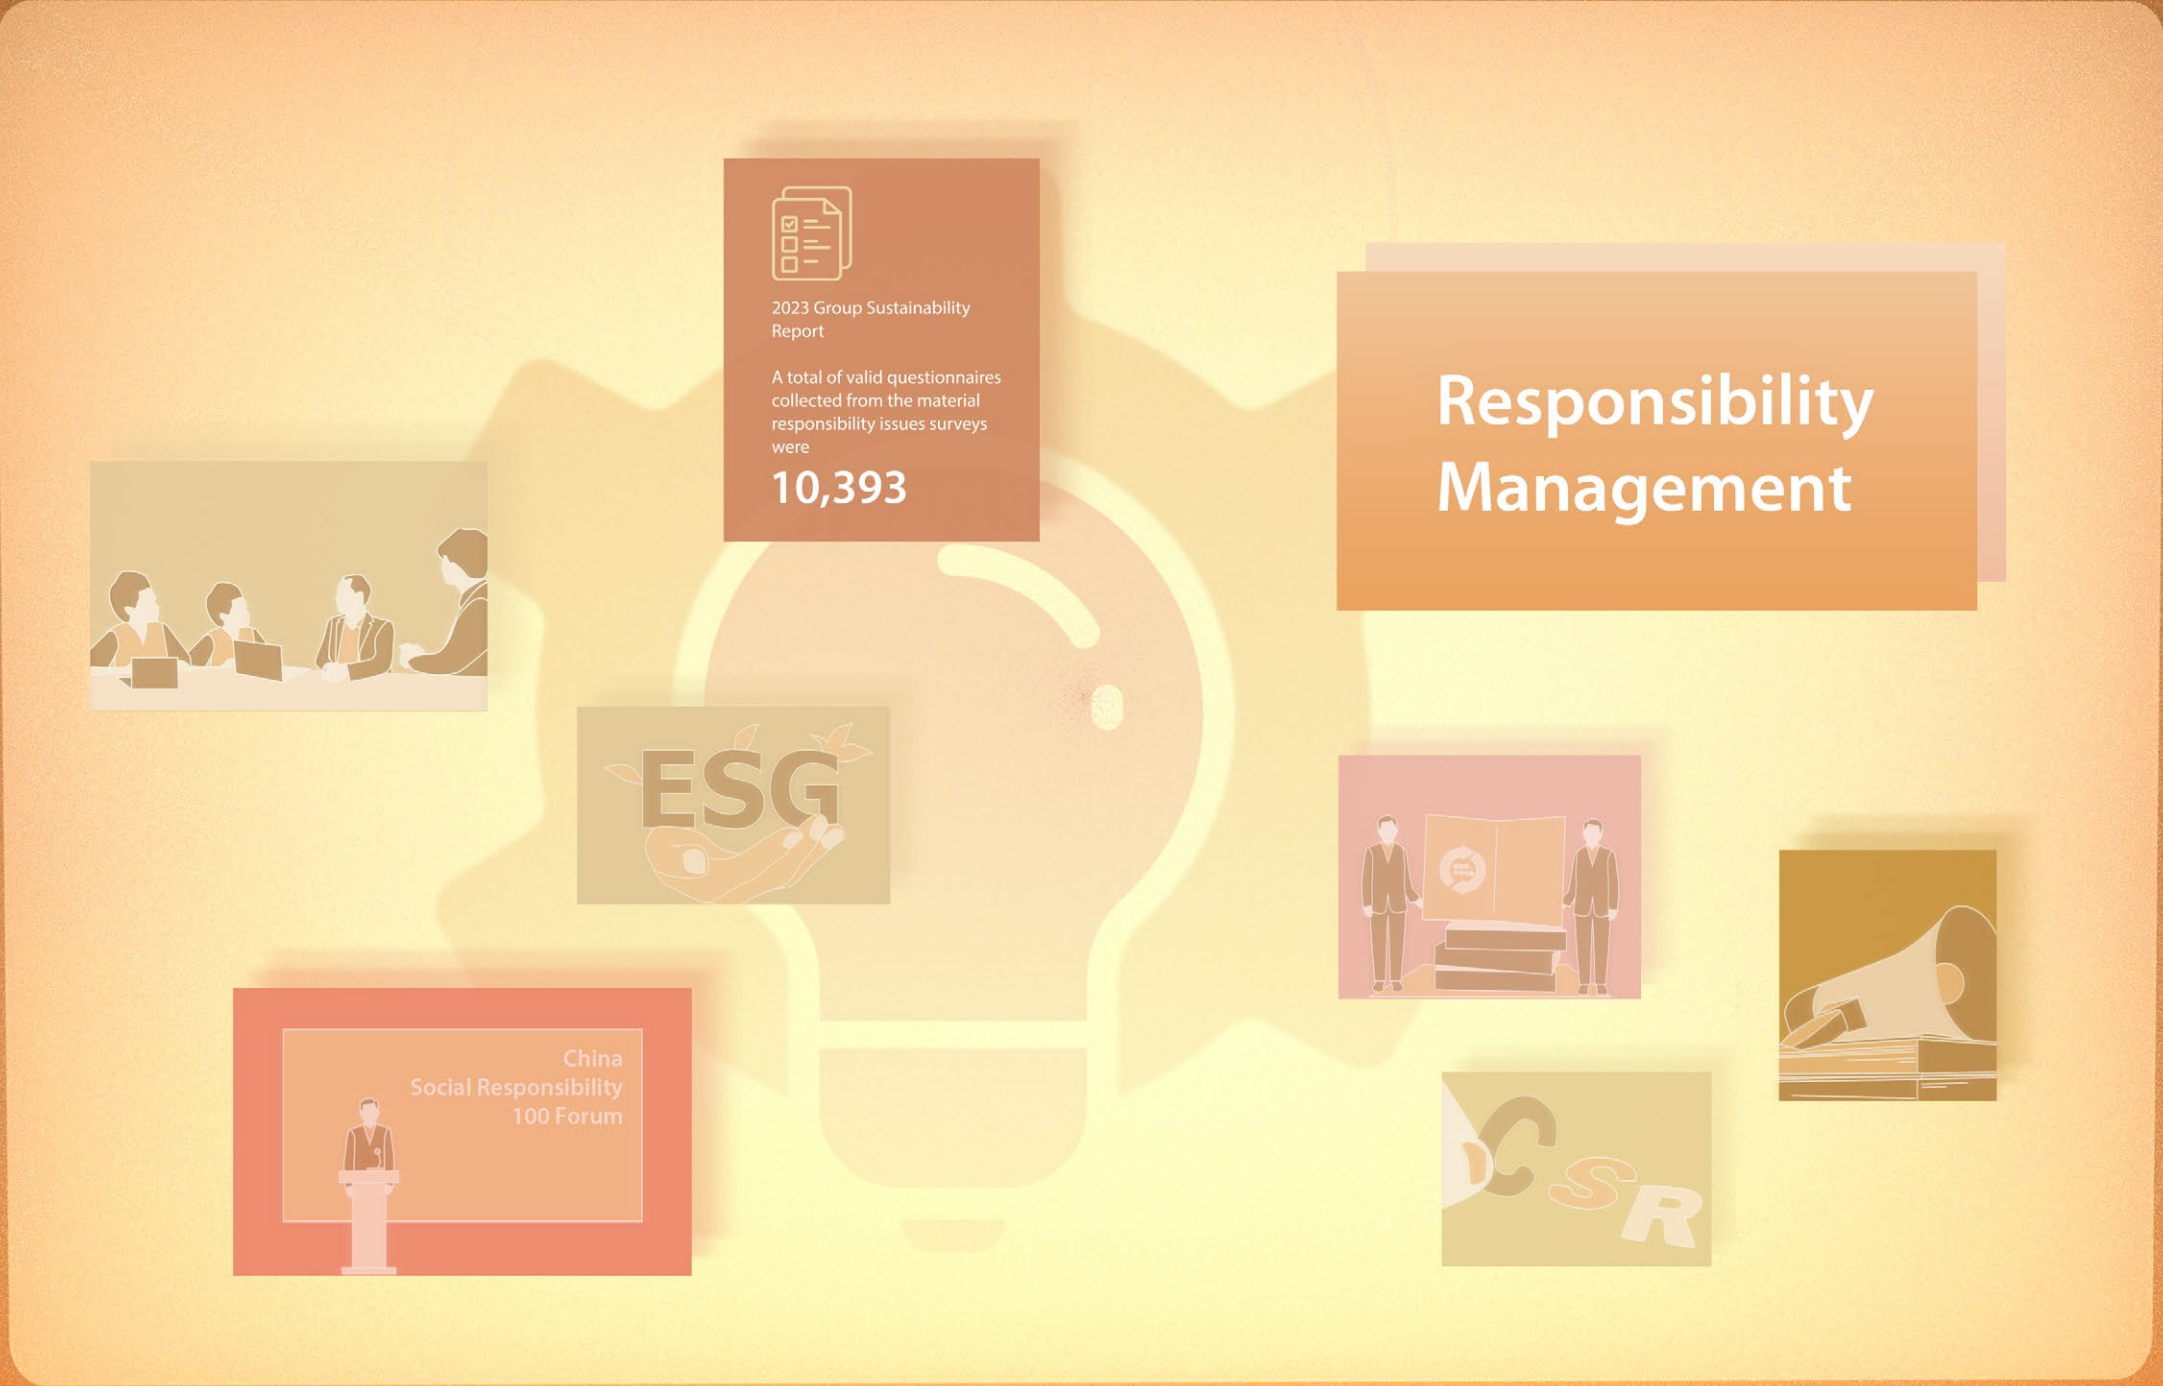 2023 Group Sustainability
Report
A total of valid questionnaires
collected from the material
responsibility issues surveys
were
10,393
Responsibility
Management
ESG
China
Social Responsibility
100 Forum
CSR